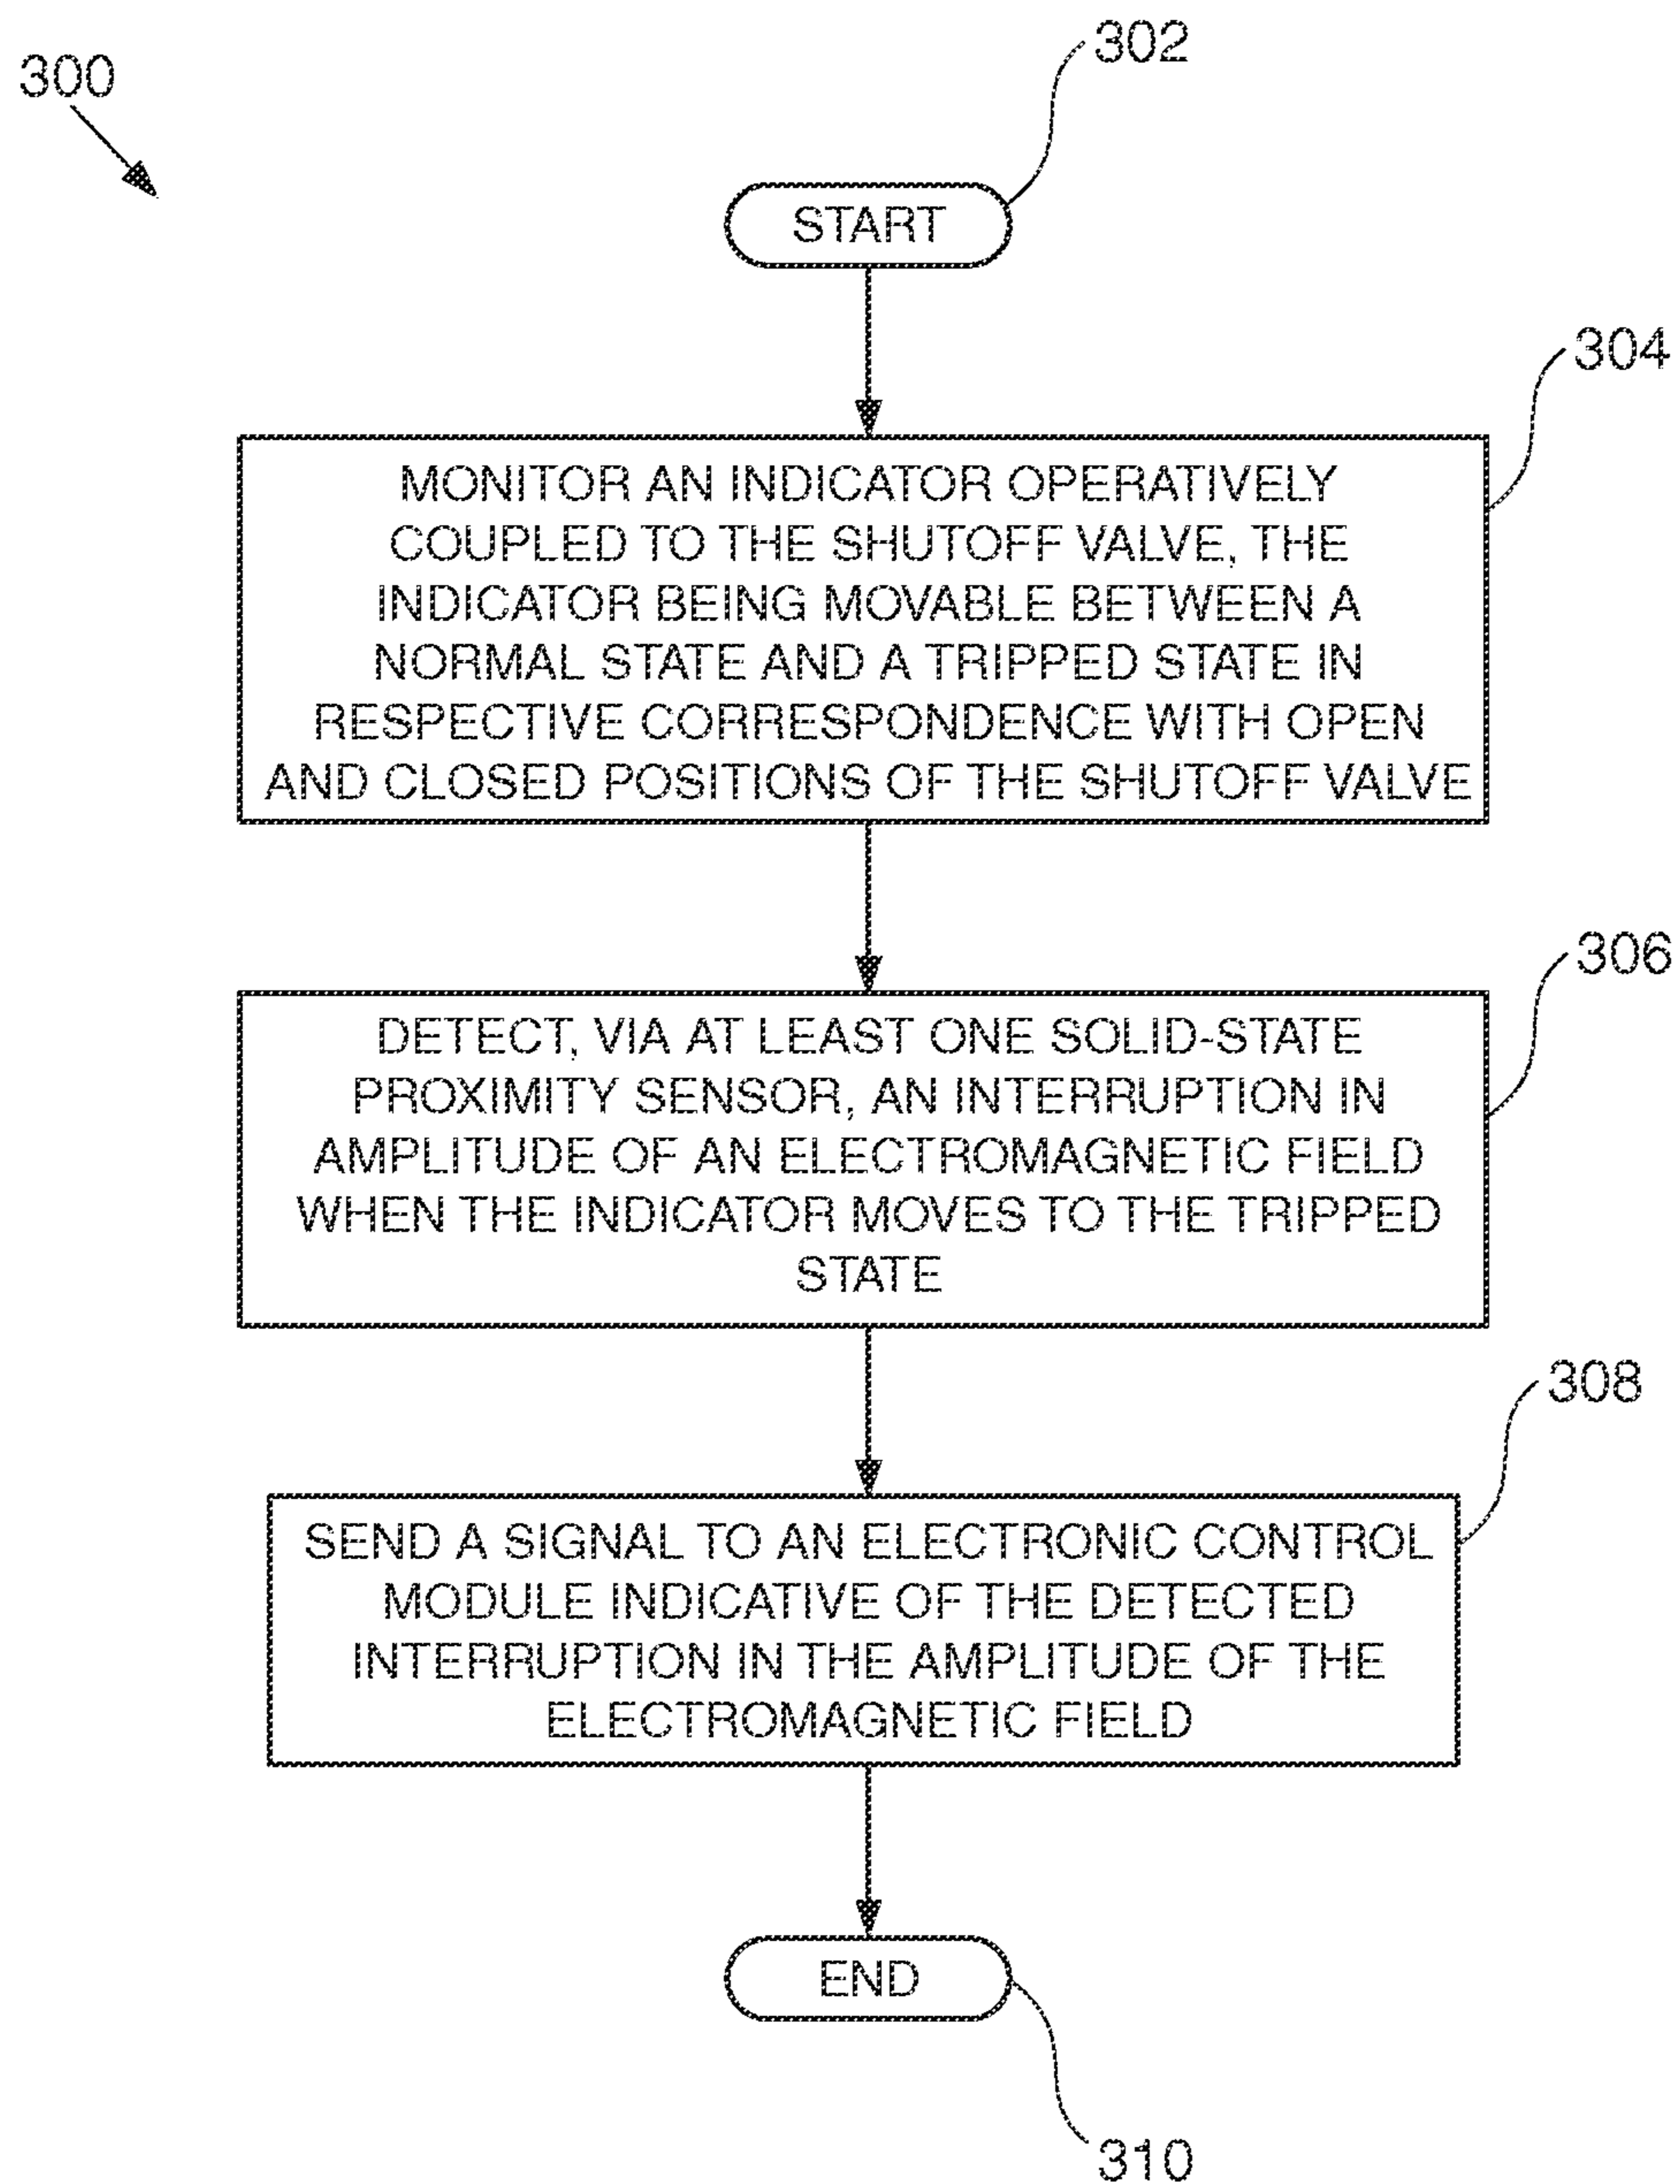 300
302
START
304
MONITOR AN INDICATOR OPERATIVELY
COUPLED TO THE SHUTOFF VALVE, THE
INDICATOR BEING MOVABLE BETWEEN A
NORMAL STATE AND A TRIPPED STATE IN
RESPECTIVE CORRESPONDENCE WITH OPEN
AND CLOSED POSITIONS OF THE SHUTOFF VALVE
306
DETECT, VIA AT LEAST ONE SOLID-STATE
PROXIMITY SENSOR, AN INTERRUPTION IN
AMPLITUDE OF AN ELECTROMAGNETIC FIELD
WHEN THE INDICATOR MOVES TO THE TRIPPED
STATE
308
SEND A SIGNAL TO AN ELECTRONIC CONTROL
MODULE INDICATIVE OF THE DETECTED
INTERRUPTION IN THE AMPLITUDE OF THE
ELECTROMAGNETIC FIELD
END
310